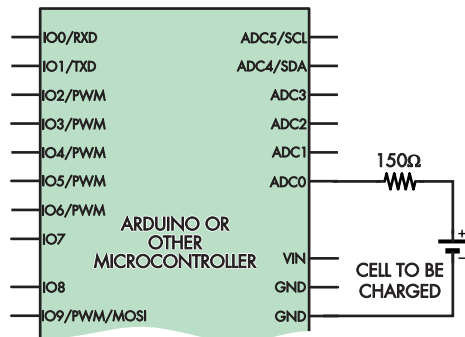 IO0/RXD
IO1/TXD
IO2/PWM
IO3/PWM
IO4/PWM
IO5/PWM
IO6/PWM
IO7
IO8
IO9/PWM/MOSI
ARDUINO OR
OTHER
MICROCONTROLLER
ADC5/SCL
ADC4/SDA
ADC3
ADC2
ADC1
ADC0
VIN
GND
GND
150Ω
+
–
CELL TO BE
CHARGED